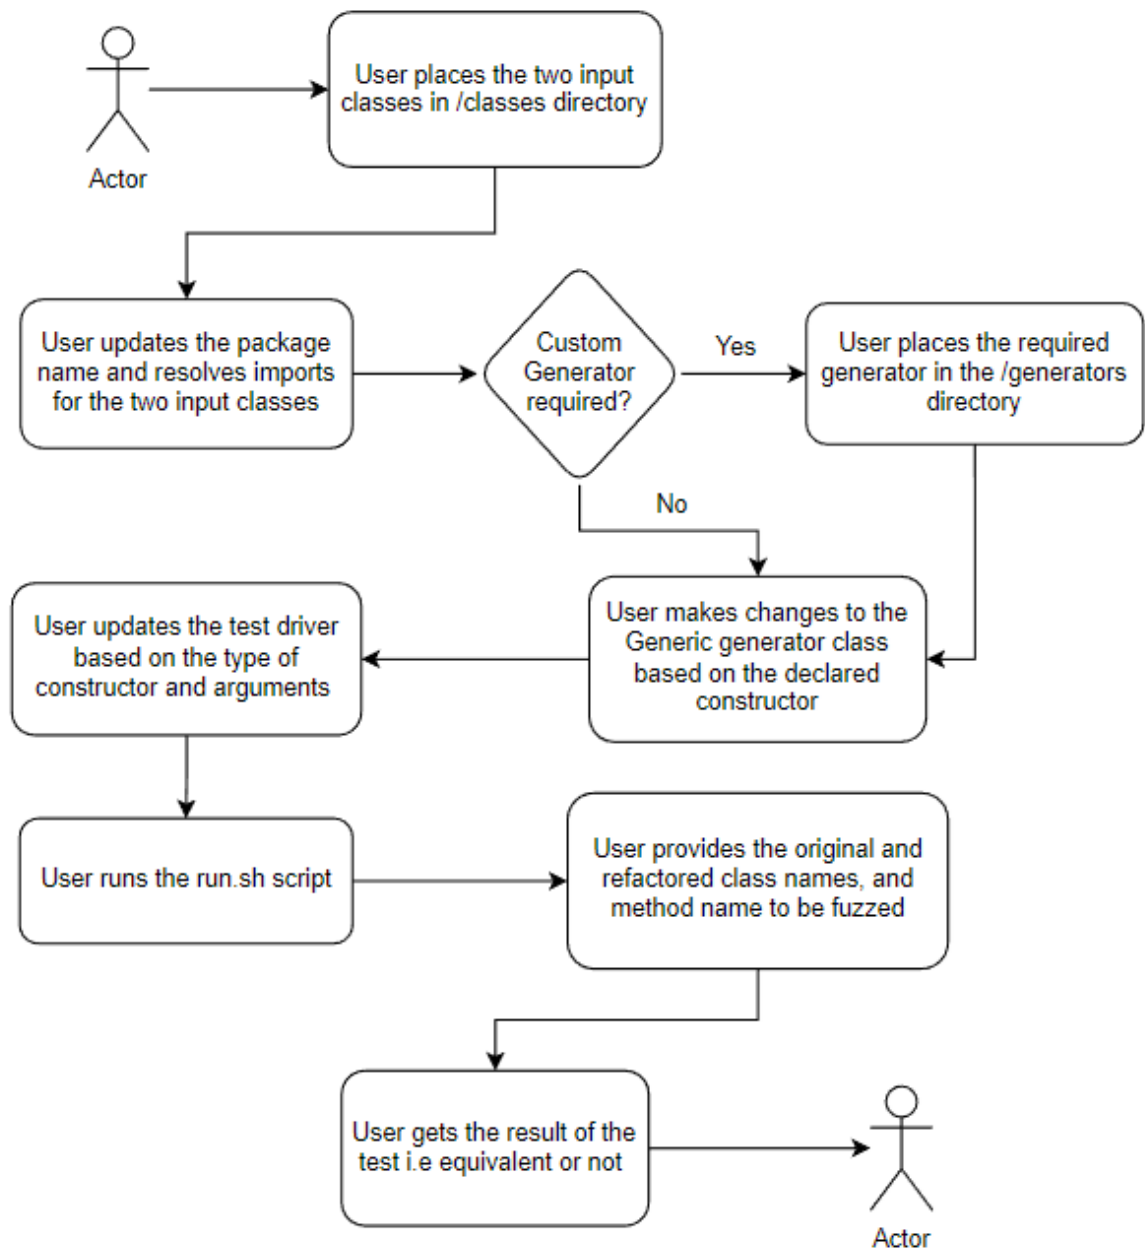 User places the two input
classes in /classes directory
Actor
User updates the package
name and resolves imports
for the two input classes
Custom
Generator
required?
Yes
User places the required
generator in the /generators
directory
No
User makes changes to the
Generic generator class
based on the declared
constructor
User updates the test driver
based on the type of
constructor and arguments
User runs the run.sh script
User provides the original and
refactored class names, and
method name to be fuzzed
User gets the result of the
test i.e equivalent or not
Actor